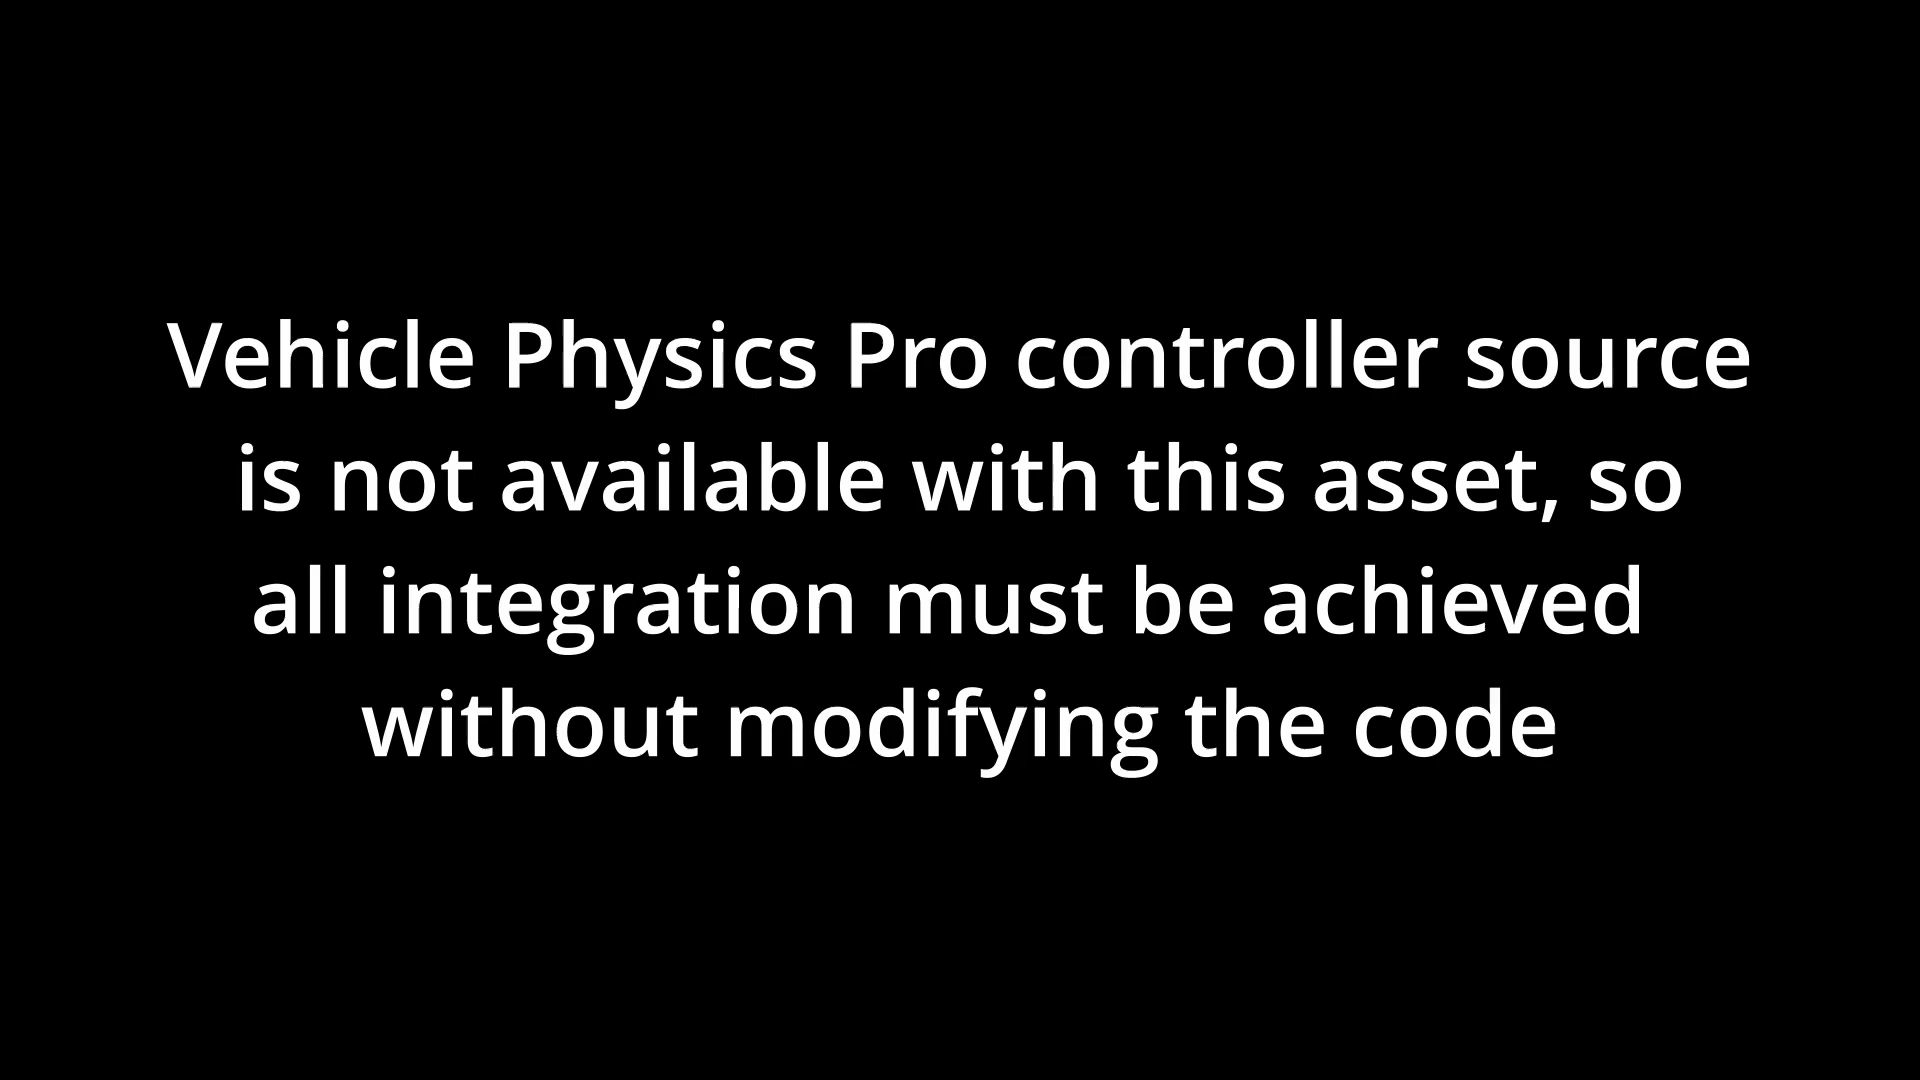 Vehicle Physics Pro controller source
is not available with this asset, so
all integration must be achieved
without modifying the code